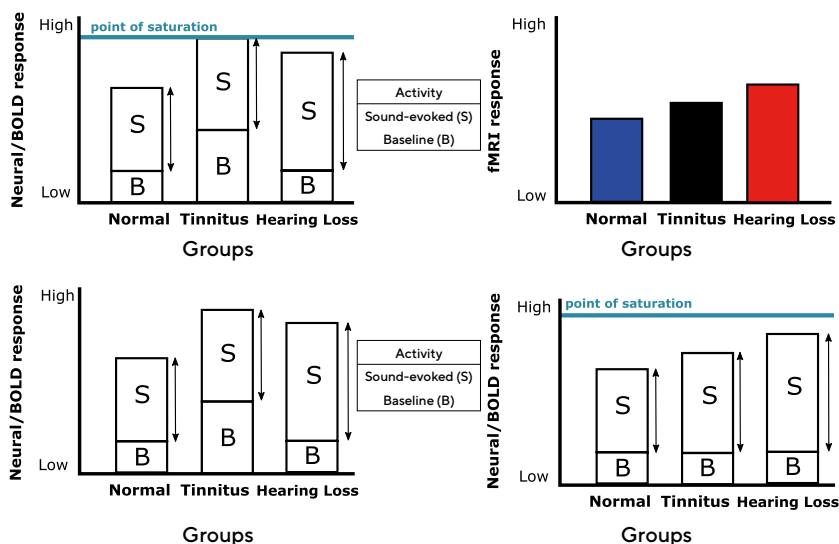 High
point of saturation
Neural/BOLD response
S
S
S
B
B
B
Low
Normal Tinnitus Hearing Loss
Groups
Activity
Sound-evoked (S)
Baseline (B)
High
fMRI response
Low
Normal Tinnitus Hearing Loss
Groups
High
Neural/BOLD response
S
S
S
B
B
B
Low
Normal Tinnitus Hearing Loss
Groups
Activity
Sound-evoked (S)
Baseline (B)
High
point of saturation
Neural/BOLD response
S
S
S
B
B
B
Low
Normal Tinnitus Hearing Loss
Groups